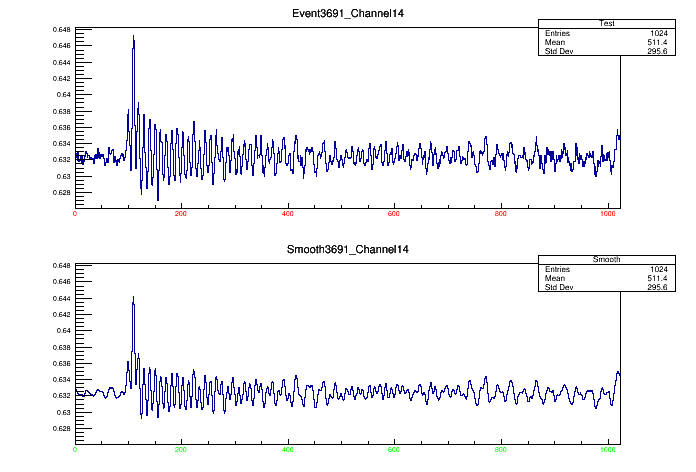 Event3691_Channel14
Test
Entries 1024
Mean 511.4
Std Dev 295.6
0.648
0.646
0.644
0.642
0.64
0.638
0.636
0.634
0.632
0.63
0.628
0 200 400 600 800 1000
Smooth3691_Channel14
Smooth
Entries 1024
Mean 511.4
Std Dev 295.6
0.648
0.646
0.644
0.642
0.64
0.638
0.636
0.634
0.632
0.63
0.628
0 200 400 600 800 1000